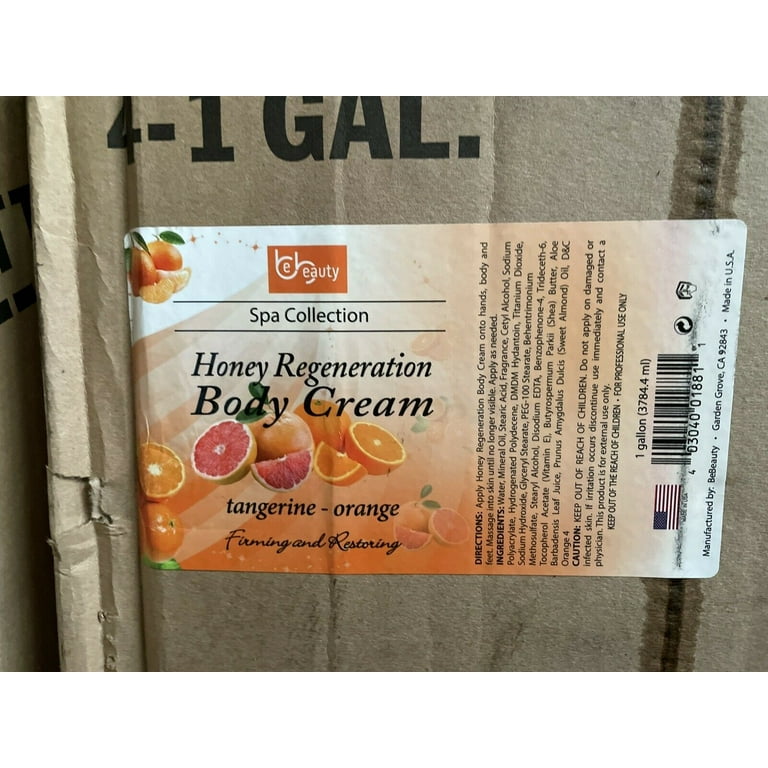 4-1 GAL.
be beauty
Spa Collection
Honey Regeneration
Body Cream
tangerine - orange
Firming and Restoring
DIRECTIONS: Apply Honey Regeneration Body Cream onto hands, body and
feet. Massage into skin until no longer visible. Apply as needed.
INGREDIENTS: Water, Mineral Oil, Stearic Acid, Fragrance, Cetyl Alcohol, Sodium
Polyacrylate, Hydrogenated Polydecene, DMDM Hydantoin, Titanium Dioxide,
Sodium Hydroxide, Glyceryl Stearate, PEG-100 Stearate, Behentrimonium
Methosulfate, Stearyl Alcohol, Disodium EDTA, Benzophenone-4, Trideceth-6,
Tocopherol Acetate (Vitamin E), Butyrospermum Parkii (Shea) Butter, Aloe
Barbadensis Leaf Juice, Prunus Amygdalus Dulcis (Sweet Almond) Oil, D&C
Orange 4
CAUTION: KEEP OUT OF REACH OF CHILDREN. Do not apply on damaged or
infected skin. If irritation occurs discontinue use immediately and contact a
physician. This product is for external use only.
KEEP OUT OF THE REACH OF CHILDREN • FOR PROFESSIONAL USE ONLY
1 gallon (3784.4 ml)
4 03040 01881 1
Manufactured by: BeBeauty • Garden Grove, CA 92843 • Made in U.S.A.